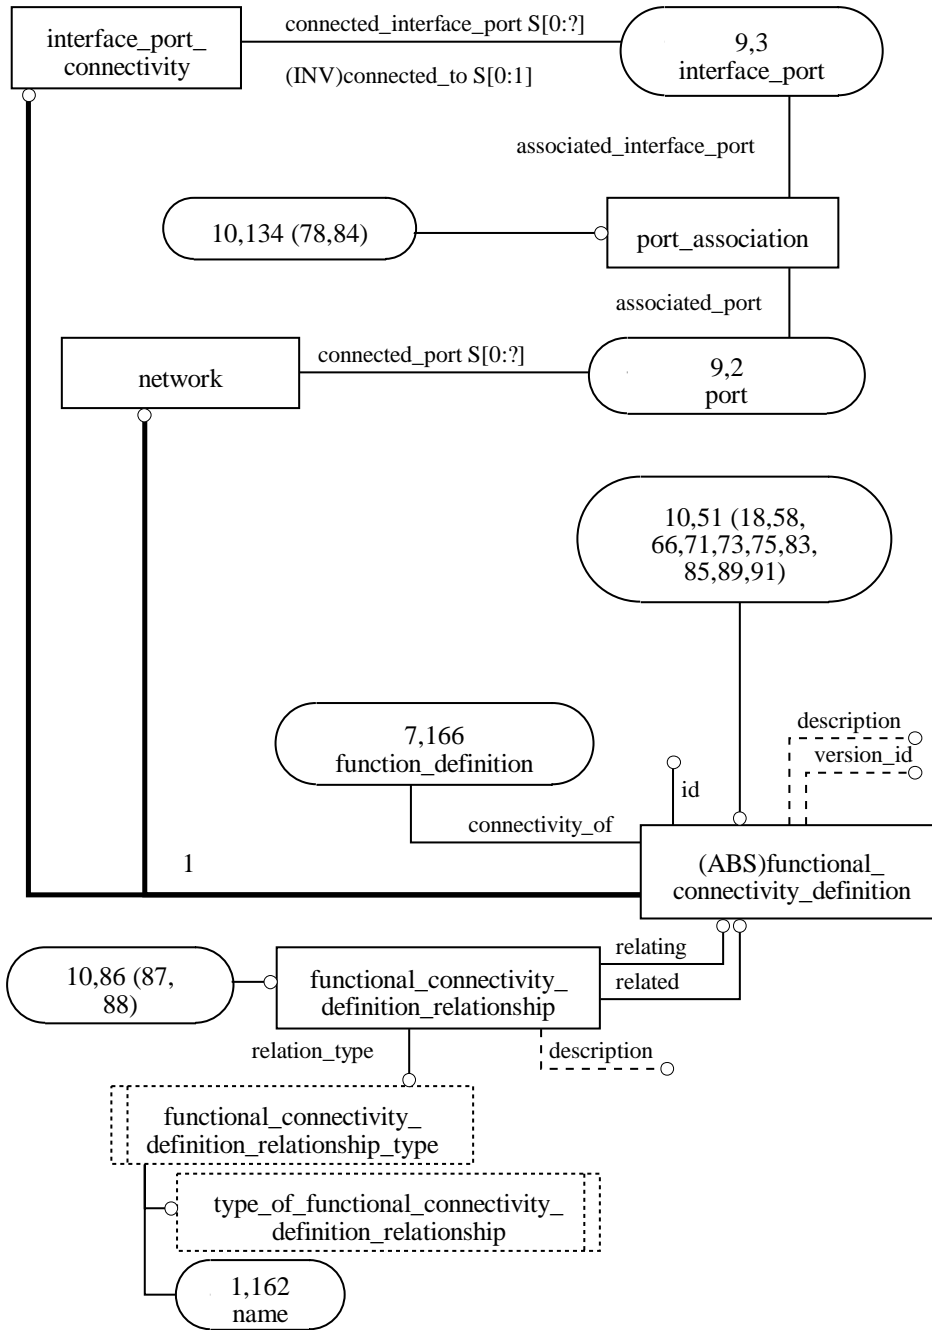 connected_interface_port S[0:?]
interface_port_
connectivity
(INV)connected_to S[0:1]
9,3
interface_port
associated_interface_port
10,134 (78,84)
port_association
associated_port
network
connected_port S[0:?]
9,2
port
10,51 (18,58,
66,71,73,75,83,
85,89,91)
7,166
function_definition
description
version_id
id
connectivity_of
1
(ABS)functional_
connectivity_definition
10,86 (87,
88)
functional_connectivity_
definition_relationship
relating
related
relation_type
description
functional_connectivity_
definition_relationship_type
type_of_functional_connectivity_
definition_relationship
1,162
name